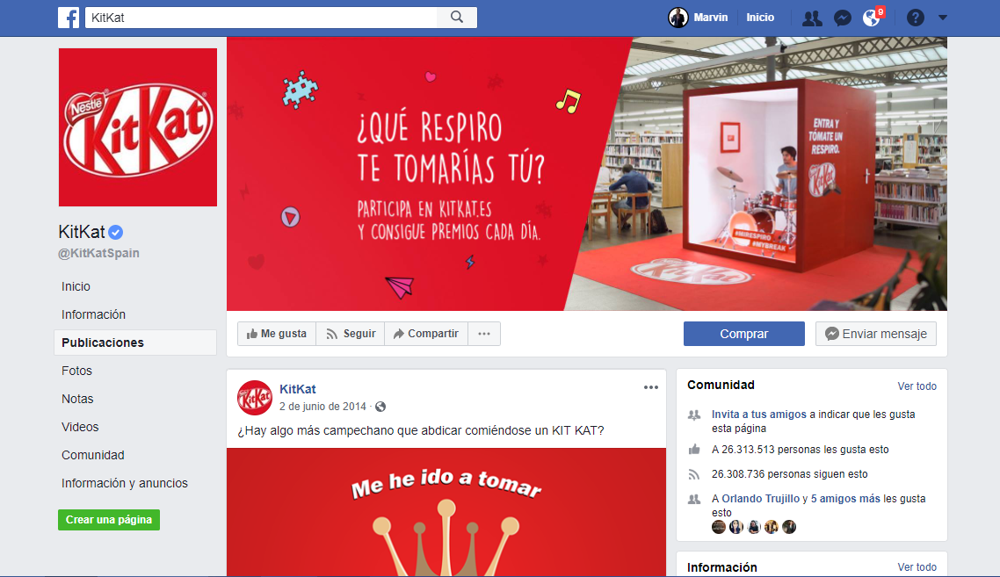 KitKat
Marvin
Inicio
9
?
Nestlé
KitKat
KitKat
@KitKatSpain
Inicio
Información
Publicaciones
Fotos
Notas
Videos
Comunidad
Información y anuncios
Crear una página
¿QUÉ RESPIRO
TE TOMARÍAS TÚ?
PARTICIPA EN KITKAT.ES
Y CONSIGUE PREMIOS CADA DÍA.
ENTRA Y
TÓMATE UN
RESPIRO.
KitKat
#MIRESPIRO
#MYBREAK
KitKat
Me gusta
Seguir
Compartir
Comprar
Enviar mensaje
KitKat
KitKat
2 de junio de 2014 ·
¿Hay algo más campechano que abdicar comiéndose un KIT KAT?
Me he ido a tomar
Comunidad
Ver todo
Invita a tus amigos a indicar que les gusta
esta página
A 26.313.513 personas les gusta esto
26.308.736 personas siguen esto
A Orlando Trujillo y 5 amigos más les gusta
esto
Información
Ver todo